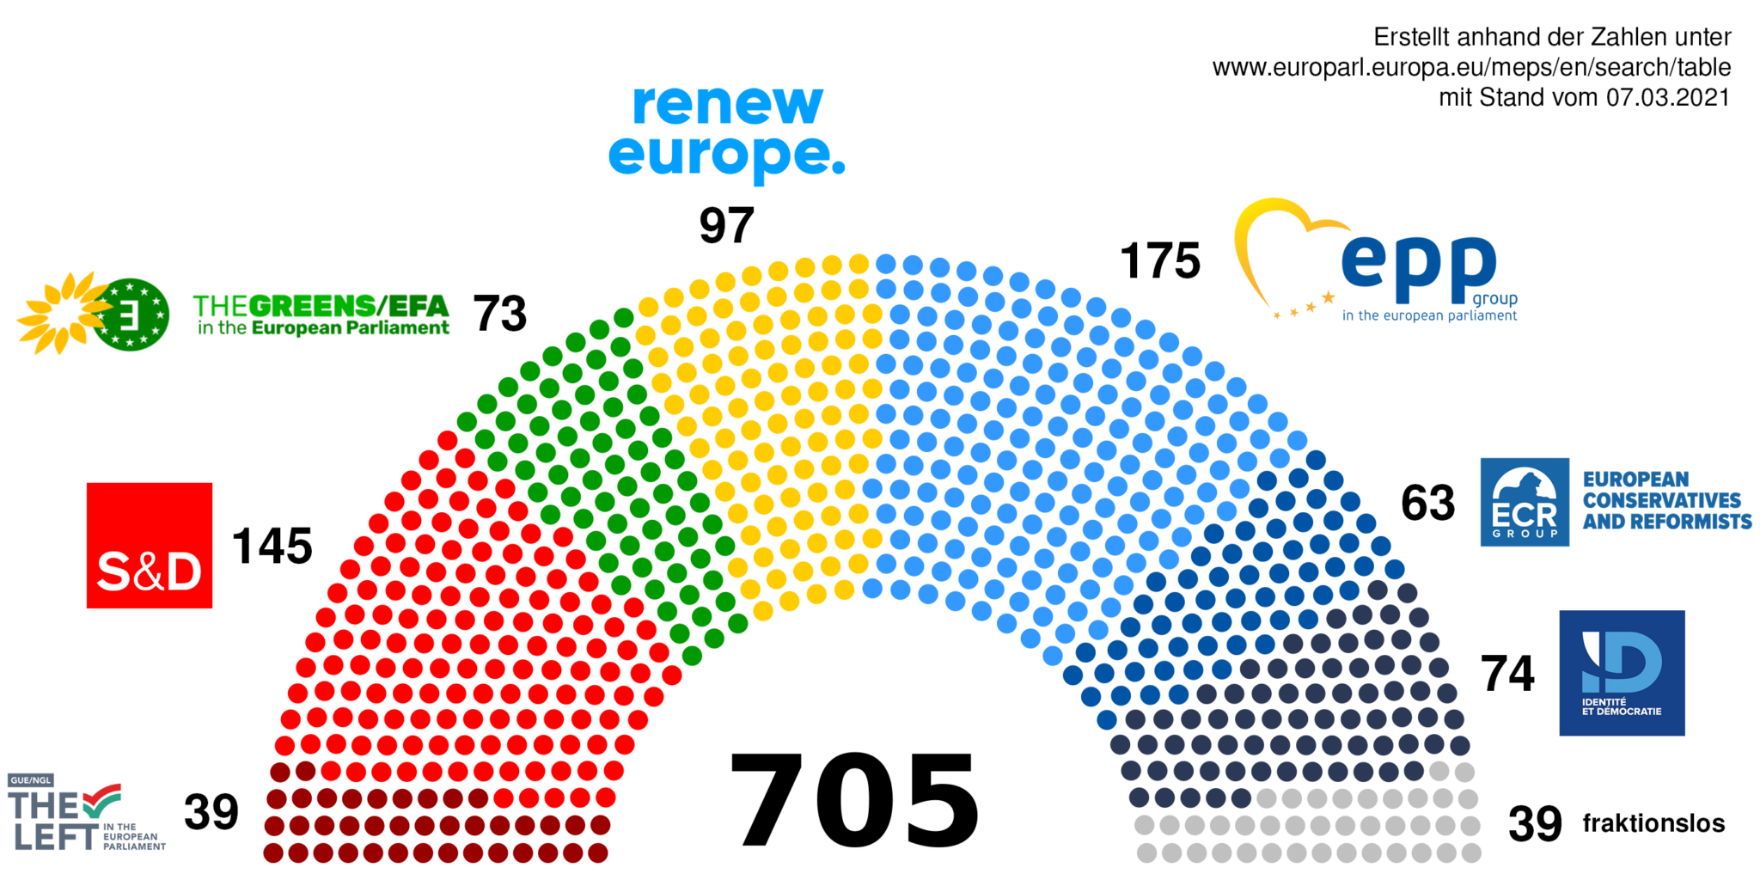 Erstellt anhand der Zahlen unter
www.europarl.europa.eu/meps/en/search/table
mit Stand vom 07.03.2021
renew
europe.
97
175
epp
group
in the european parliament
THEGREENS/EFA
in the European Parliament
73
S&D
145
63
ECR
GROUP
EUROPEAN
CONSERVATIVES
AND REFORMISTS
74
ID
IDENTITÉ
ET DÉMOCRATIE
GUE/NGL
THE
LEFT
IN THE
EUROPEAN
PARLIAMENT
39
705
39 fraktionslos